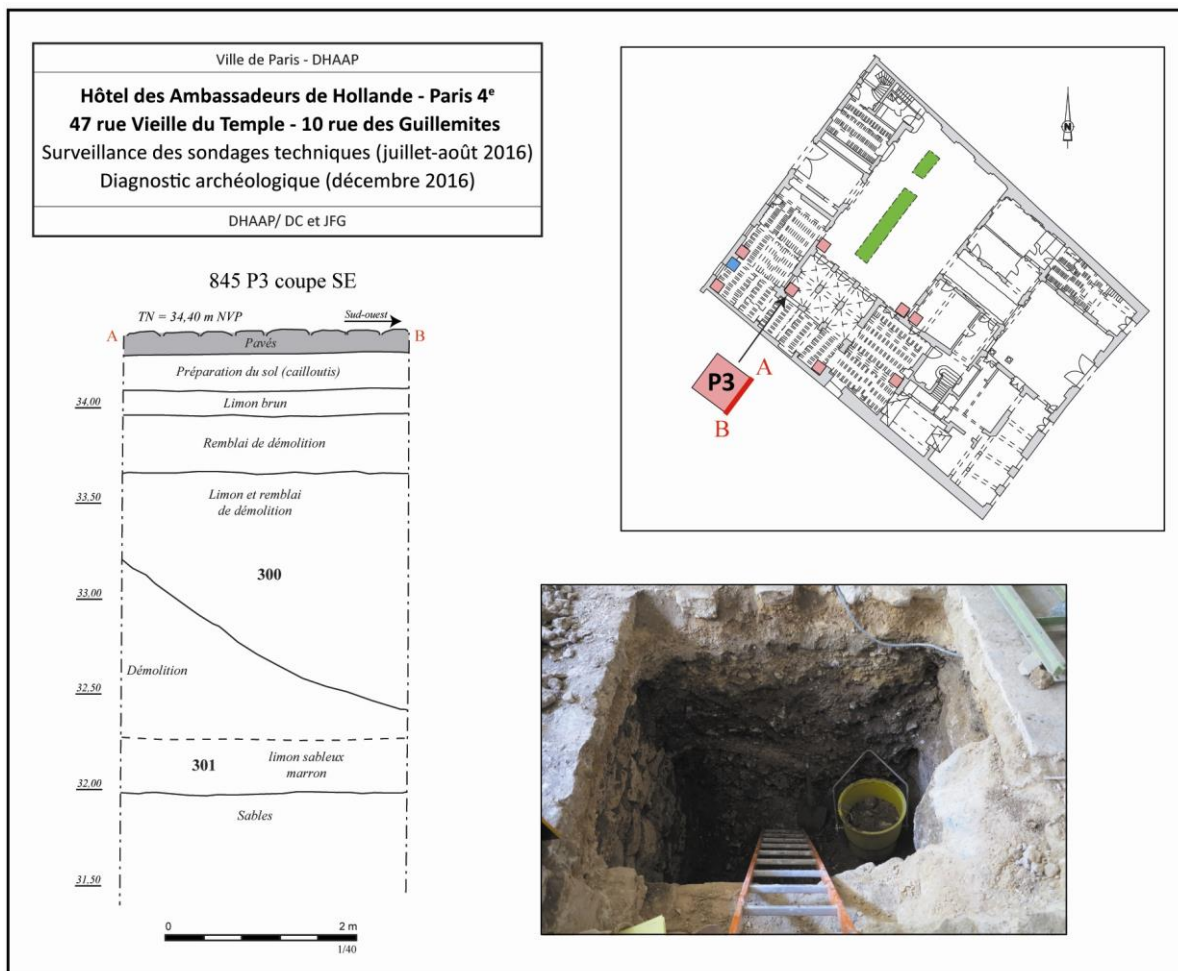 Ville de Paris - DHAAP
Hôtel des Ambassadeurs de Hollande - Paris 4e
47 rue Vieille du Temple - 10 rue des Guillemites
Surveillance des sondages techniques (juillet-août 2016)
Diagnostic archéologique (décembre 2016)
DHAAP/ DC et JFG
845 P3 coupe SE
TN = 34,40 m NVP
Sud-ouest
A
B
Pavés
Préparation du sol (cailloutis)
34,00
Limon brun
Remblai de démolition
33,50
Limon et remblai
de démolition
300
33,00
Démolition
32,50
301
limon sableux
marron
32,00
Sables
31,50
0
2 m
1/40
N
P3
A
B